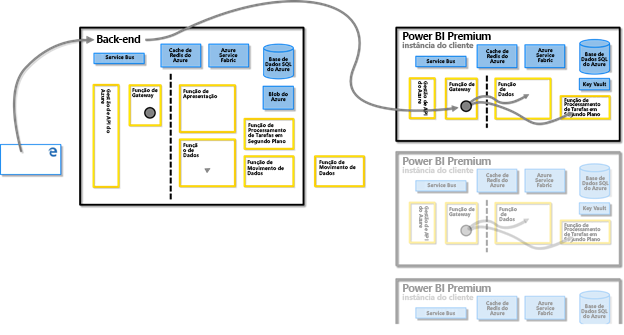 Back-end
Service Bus
Cache de
Redis do
Azure
Azure
Service
Fabric
Base de
Dados SQL
do Azure
Blob do
Azure
Gestão de API do
Azure
Função de
Gateway
Função de
Apresentação
Funçã
o de
Dados
Função de
Processamento
de Tarefas em
Segundo Plano
Função de
Movimento de
Dados
Função de
Movimento de
Dados
e
Power BI Premium
instância do cliente
Service Bus
Cache de
Redis do
Azure
Azure
Service
Fabric
Base de
Dados SQL
do Azure
Key Vault
Gestão de API
do Azure
Função de
Gateway
Função
de
Dados
Função de
Processamento
de Tarefas em
Segundo Plano
Power BI Premium
instância do cliente
Service Bus
Cache de
Redis do
Azure
Azure
Service
Fabric
Base de
Dados SQL
do Azure
Key Vault
Gestão de API
do Azure
Função de
Gateway
Função
de
Dados
Função de
Processamento
de Tarefas em
Segundo Plano
Power BI Premium
instância do cliente
Service Bus
Cache de
Redis do
Azure
Azure
Service
Fabric
Base de
Dados SQL
do Azure